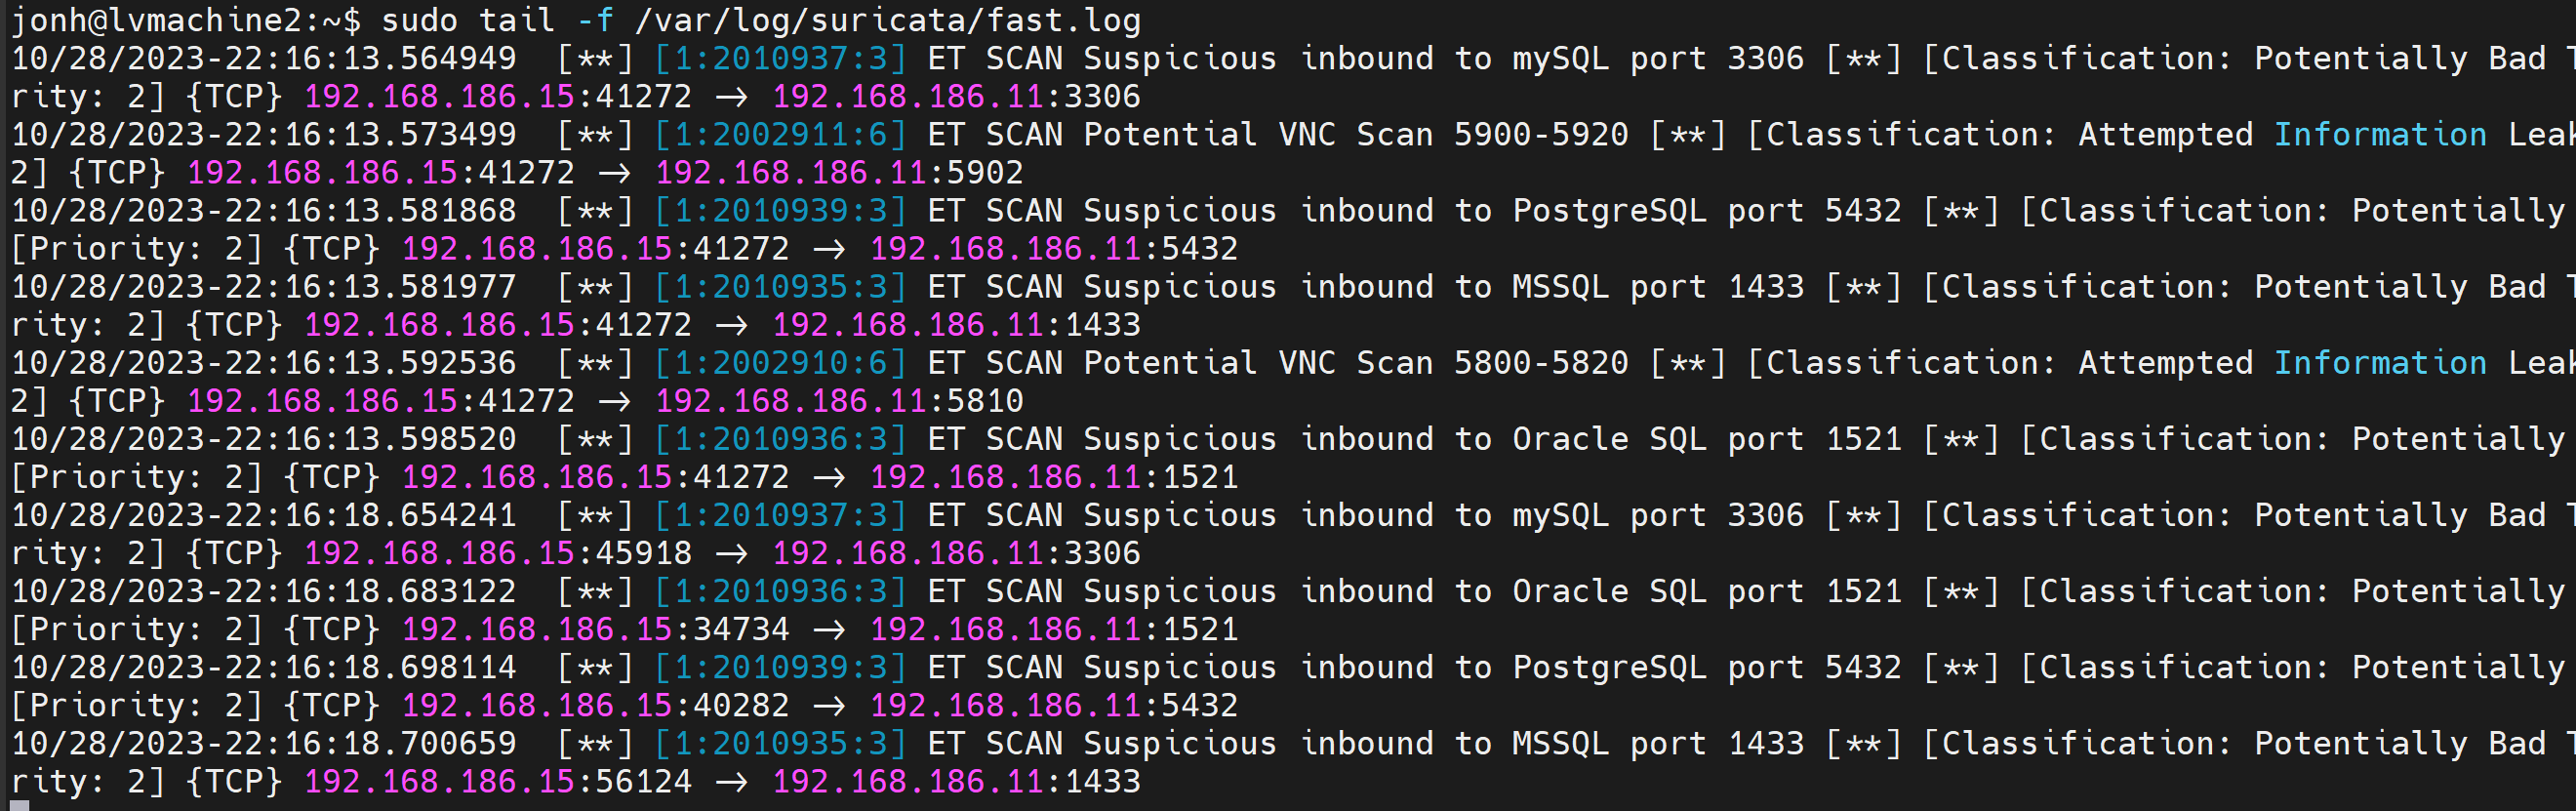 jonh@lvmachine2:~$ sudo tail -f /var/log/suricata/fast.log
10/28/2023-22:16:13.564949  [**] [1:2010937:3] ET SCAN Suspicious inbound to mySQL port 3306 [**] [Classification: Potentially Bad T
rity: 2] {TCP} 192.168.186.15:41272 -> 192.168.186.11:3306
10/28/2023-22:16:13.573499  [**] [1:2002911:6] ET SCAN Potential VNC Scan 5900-5920 [**] [Classification: Attempted Information Leak
2] {TCP} 192.168.186.15:41272 -> 192.168.186.11:5902
10/28/2023-22:16:13.581868  [**] [1:2010939:3] ET SCAN Suspicious inbound to PostgreSQL port 5432 [**] [Classification: Potentially
[Priority: 2] {TCP} 192.168.186.15:41272 -> 192.168.186.11:5432
10/28/2023-22:16:13.581977  [**] [1:2010935:3] ET SCAN Suspicious inbound to MSSQL port 1433 [**] [Classification: Potentially Bad T
rity: 2] {TCP} 192.168.186.15:41272 -> 192.168.186.11:1433
10/28/2023-22:16:13.592536  [**] [1:2002910:6] ET SCAN Potential VNC Scan 5800-5820 [**] [Classification: Attempted Information Leak
2] {TCP} 192.168.186.15:41272 -> 192.168.186.11:5810
10/28/2023-22:16:13.598520  [**] [1:2010936:3] ET SCAN Suspicious inbound to Oracle SQL port 1521 [**] [Classification: Potentially
[Priority: 2] {TCP} 192.168.186.15:41272 -> 192.168.186.11:1521
10/28/2023-22:16:18.654241  [**] [1:2010937:3] ET SCAN Suspicious inbound to mySQL port 3306 [**] [Classification: Potentially Bad T
rity: 2] {TCP} 192.168.186.15:45918 -> 192.168.186.11:3306
10/28/2023-22:16:18.683122  [**] [1:2010936:3] ET SCAN Suspicious inbound to Oracle SQL port 1521 [**] [Classification: Potentially
[Priority: 2] {TCP} 192.168.186.15:34734 -> 192.168.186.11:1521
10/28/2023-22:16:18.698114  [**] [1:2010939:3] ET SCAN Suspicious inbound to PostgreSQL port 5432 [**] [Classification: Potentially
[Priority: 2] {TCP} 192.168.186.15:40282 -> 192.168.186.11:5432
10/28/2023-22:16:18.700659  [**] [1:2010935:3] ET SCAN Suspicious inbound to MSSQL port 1433 [**] [Classification: Potentially Bad T
rity: 2] {TCP} 192.168.186.15:56124 -> 192.168.186.11:1433